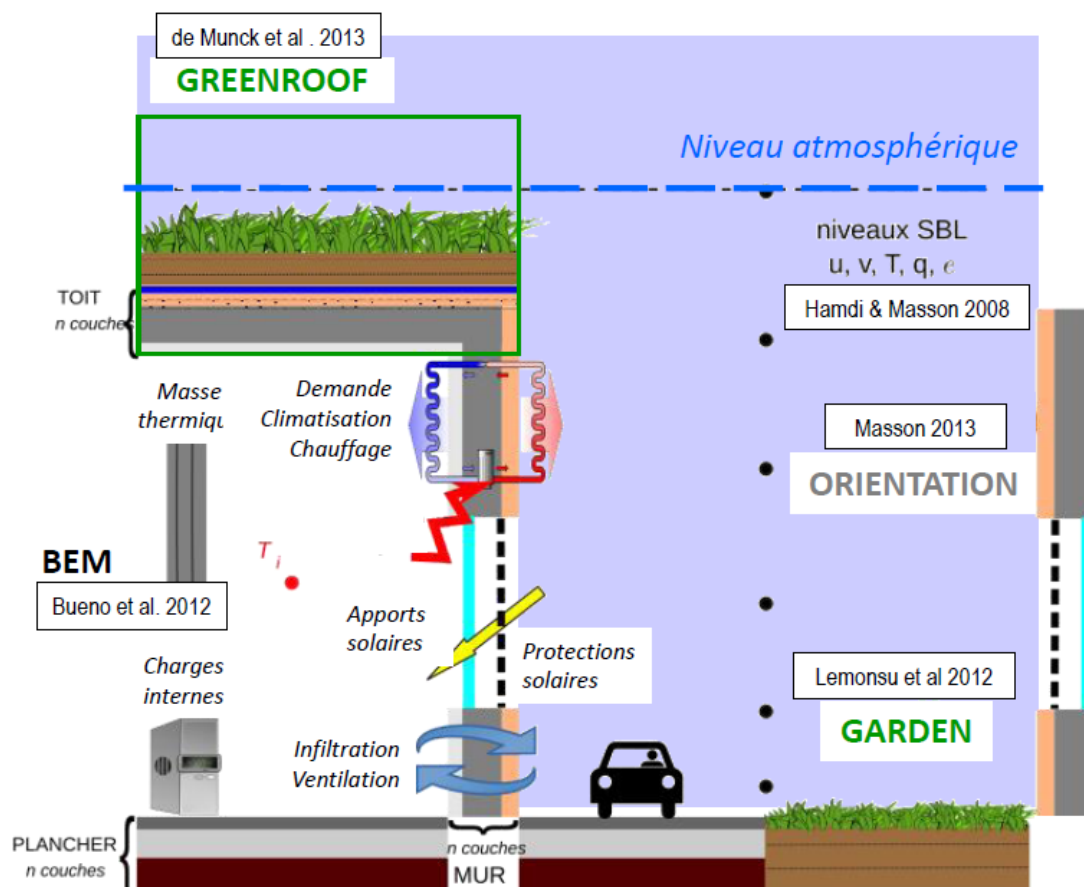 de Munck et al . 2013
GREENROOF
Niveau atmosphérique
niveaux SBL
u, v, T, q, e
Hamdi & Masson 2008
TOIT
n couches
Masse
thermiqu
Demande
Climatisation
Chauffage
Masson 2013
ORIENTATION
BEM
Bueno et al. 2012
T i
Apports
solaires
Protections
solaires
Lemonsu et al 2012
GARDEN
Charges
internes
Infiltration
Ventilation
PLANCHER
n couches
n couches
MUR